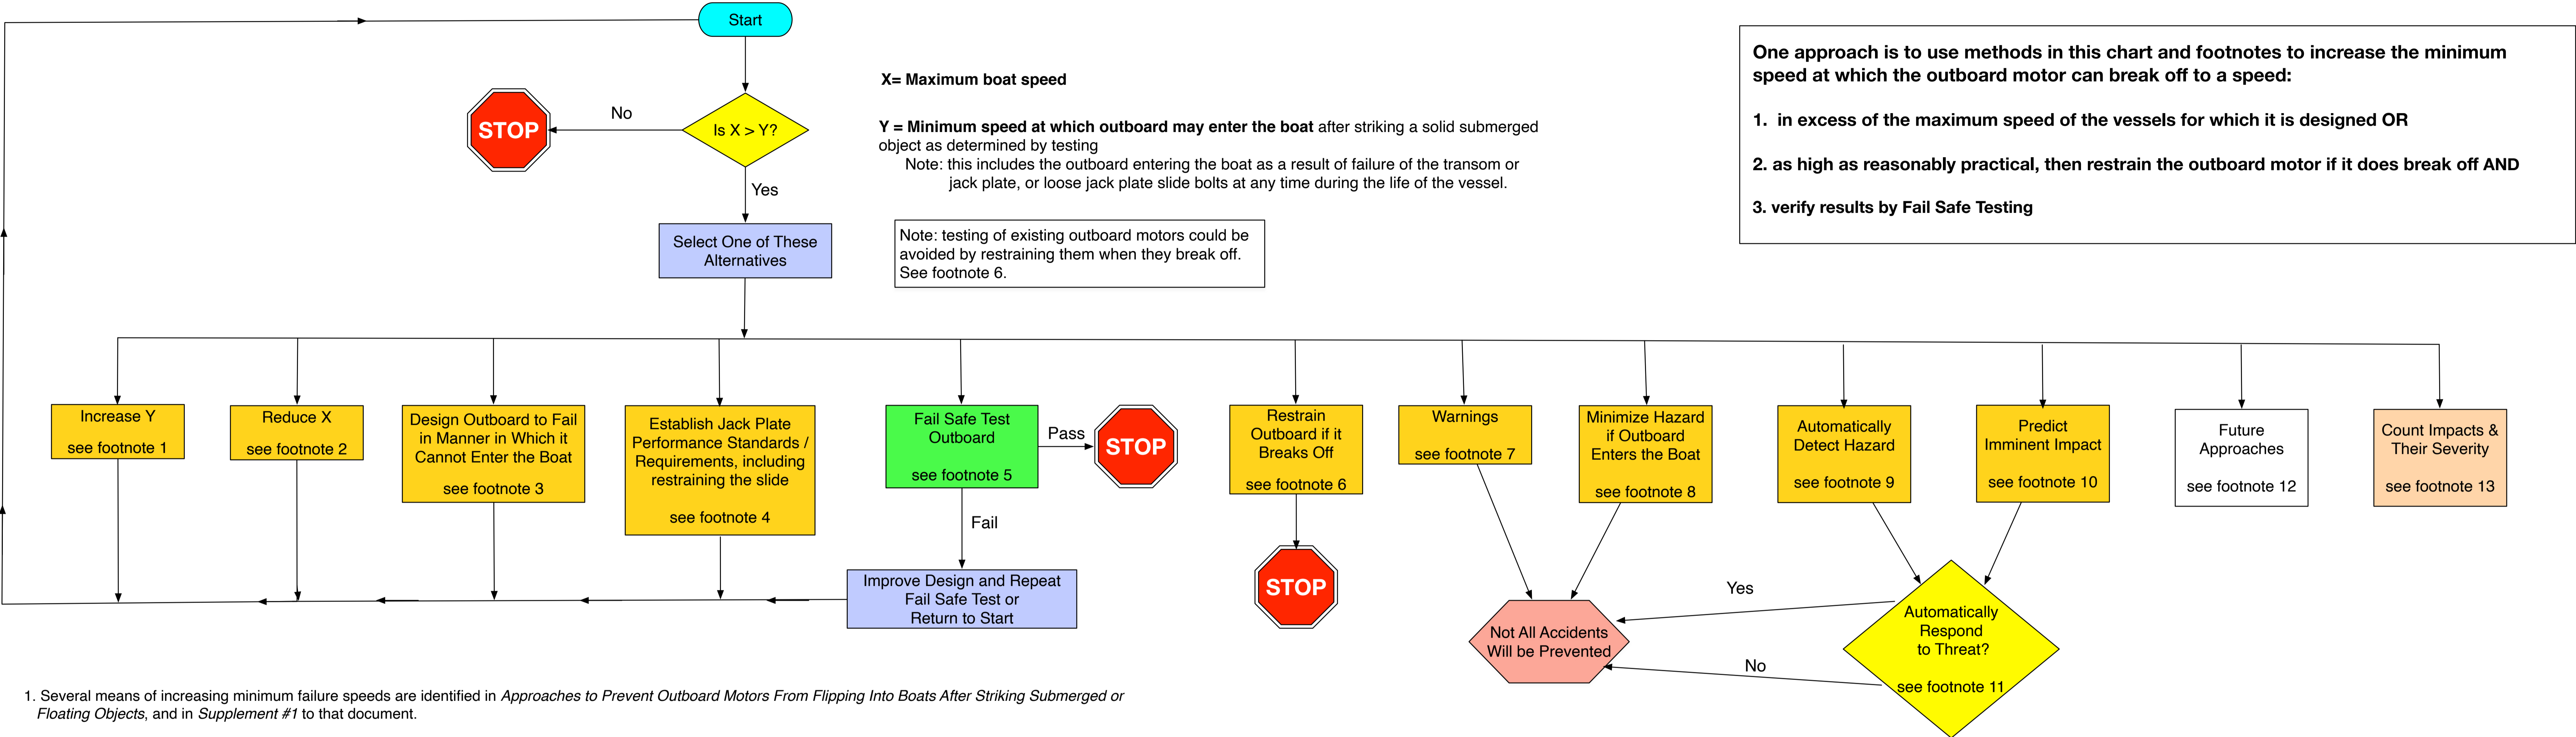 Start
One approach is to use methods in this chart and footnotes to increase the minimum
speed at which the outboard motor can break off to a speed:
1. in excess of the maximum speed of the vessels for which it is designed OR
2. as high as reasonably practical, then restrain the outboard motor if it does break off AND
3. verify results by Fail Safe Testing
X= Maximum boat speed
Y = Minimum speed at which outboard may enter the boat after striking a solid submerged
object as determined by testing
Note: this includes the outboard entering the boat as a result of failure of the transom or
jack plate, or loose jack plate slide bolts at any time during the life of the vessel.
STOP
No
Is X > Y?
Yes
Select One of These
Alternatives
Note: testing of existing outboard motors could be
avoided by restraining them when they break off.
See footnote 6.
Increase Y
see footnote 1
Reduce X
see footnote 2
Design Outboard to Fail
in Manner in Which it
Cannot Enter the Boat
see footnote 3
Establish Jack Plate
Performance Standards /
Requirements, including
restraining the slide
see footnote 4
Fail Safe Test
Outboard
see footnote 5
Pass
STOP
Fail
Improve Design and Repeat
Fail Safe Test or
Return to Start
Restrain
Outboard if it
Breaks Off
see footnote 6
STOP
Warnings
see footnote 7
Minimize Hazard
if Outboard
Enters the Boat
see footnote 8
Automatically
Detect Hazard
see footnote 9
Predict
Imminent Impact
see footnote 10
Future
Approaches
see footnote 12
Count Impacts &
Their Severity
see footnote 13
Yes
Not All Accidents
Will be Prevented
No
Automatically
Respond
to Threat?
see footnote 11
1. Several means of increasing minimum failure speeds are identified in Approaches to Prevent Outboard Motors From Flipping Into Boats After Striking Submerged or
Floating Objects, and in Supplement #1 to that document.